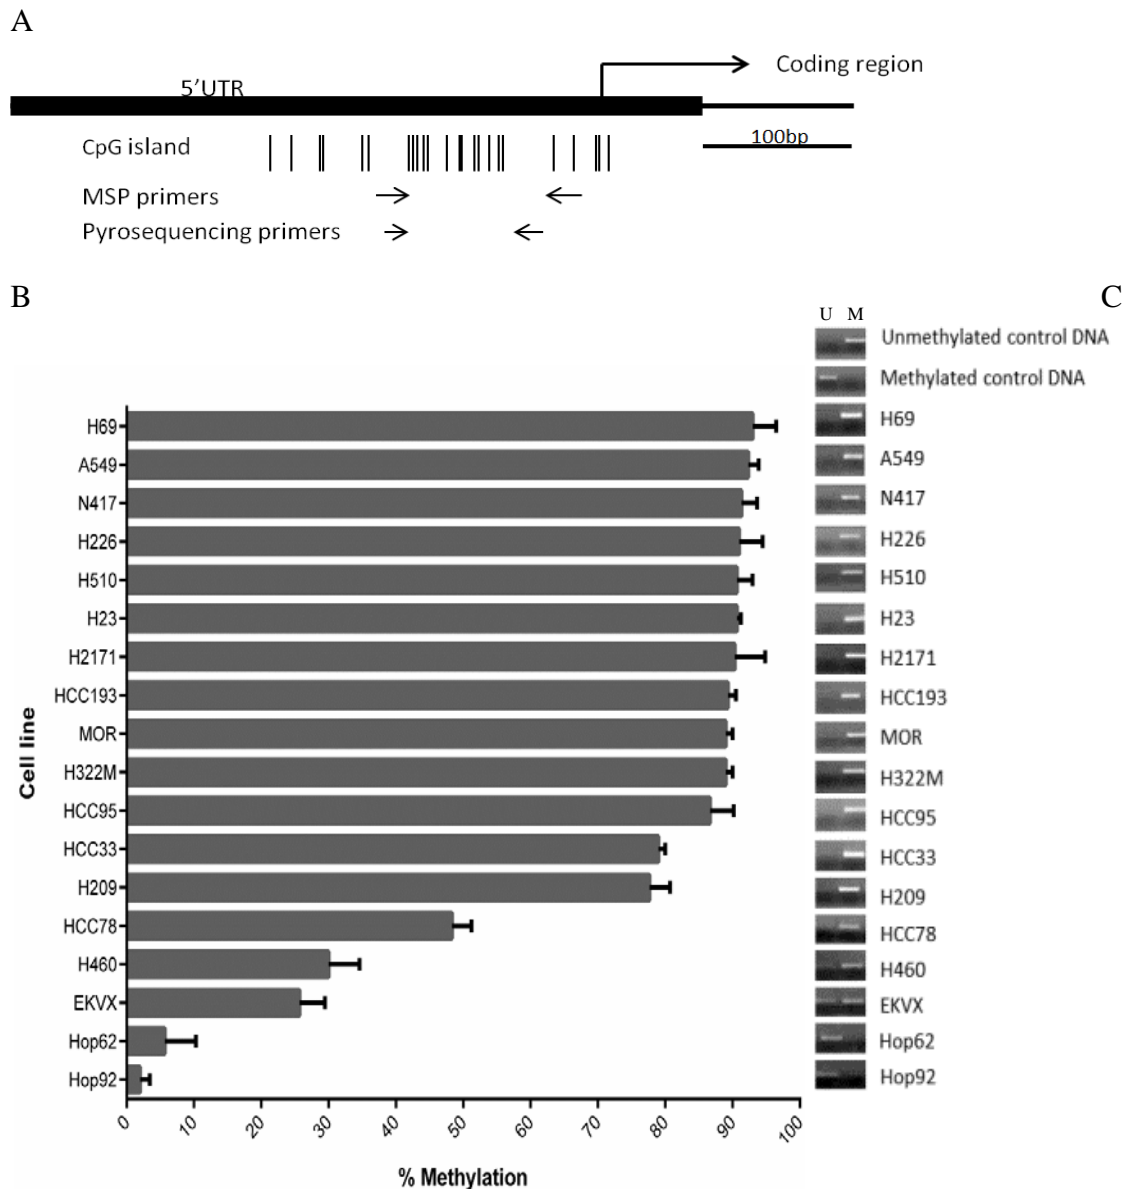 A
5'UTR
Coding region
CpG island
100bp
MSP primers
Pyrosequencing primers
B
C
U M
Unmethylated control DNA
Methylated control DNA
H69
A549
N417
H226
H510
H23
H2171
HCC193
MOR
H322M
HCC95
HCC33
H209
HCC78
H460
EKVX
Hop62
Hop92
Cell line
0 10 20 30 40 50 60 70 80 90 100
% Methylation
H69
A549
N417
H226
H510
H23
H2171
HCC193
MOR
H322M
HCC95
HCC33
H209
HCC78
H460
EKVX
Hop62
Hop92